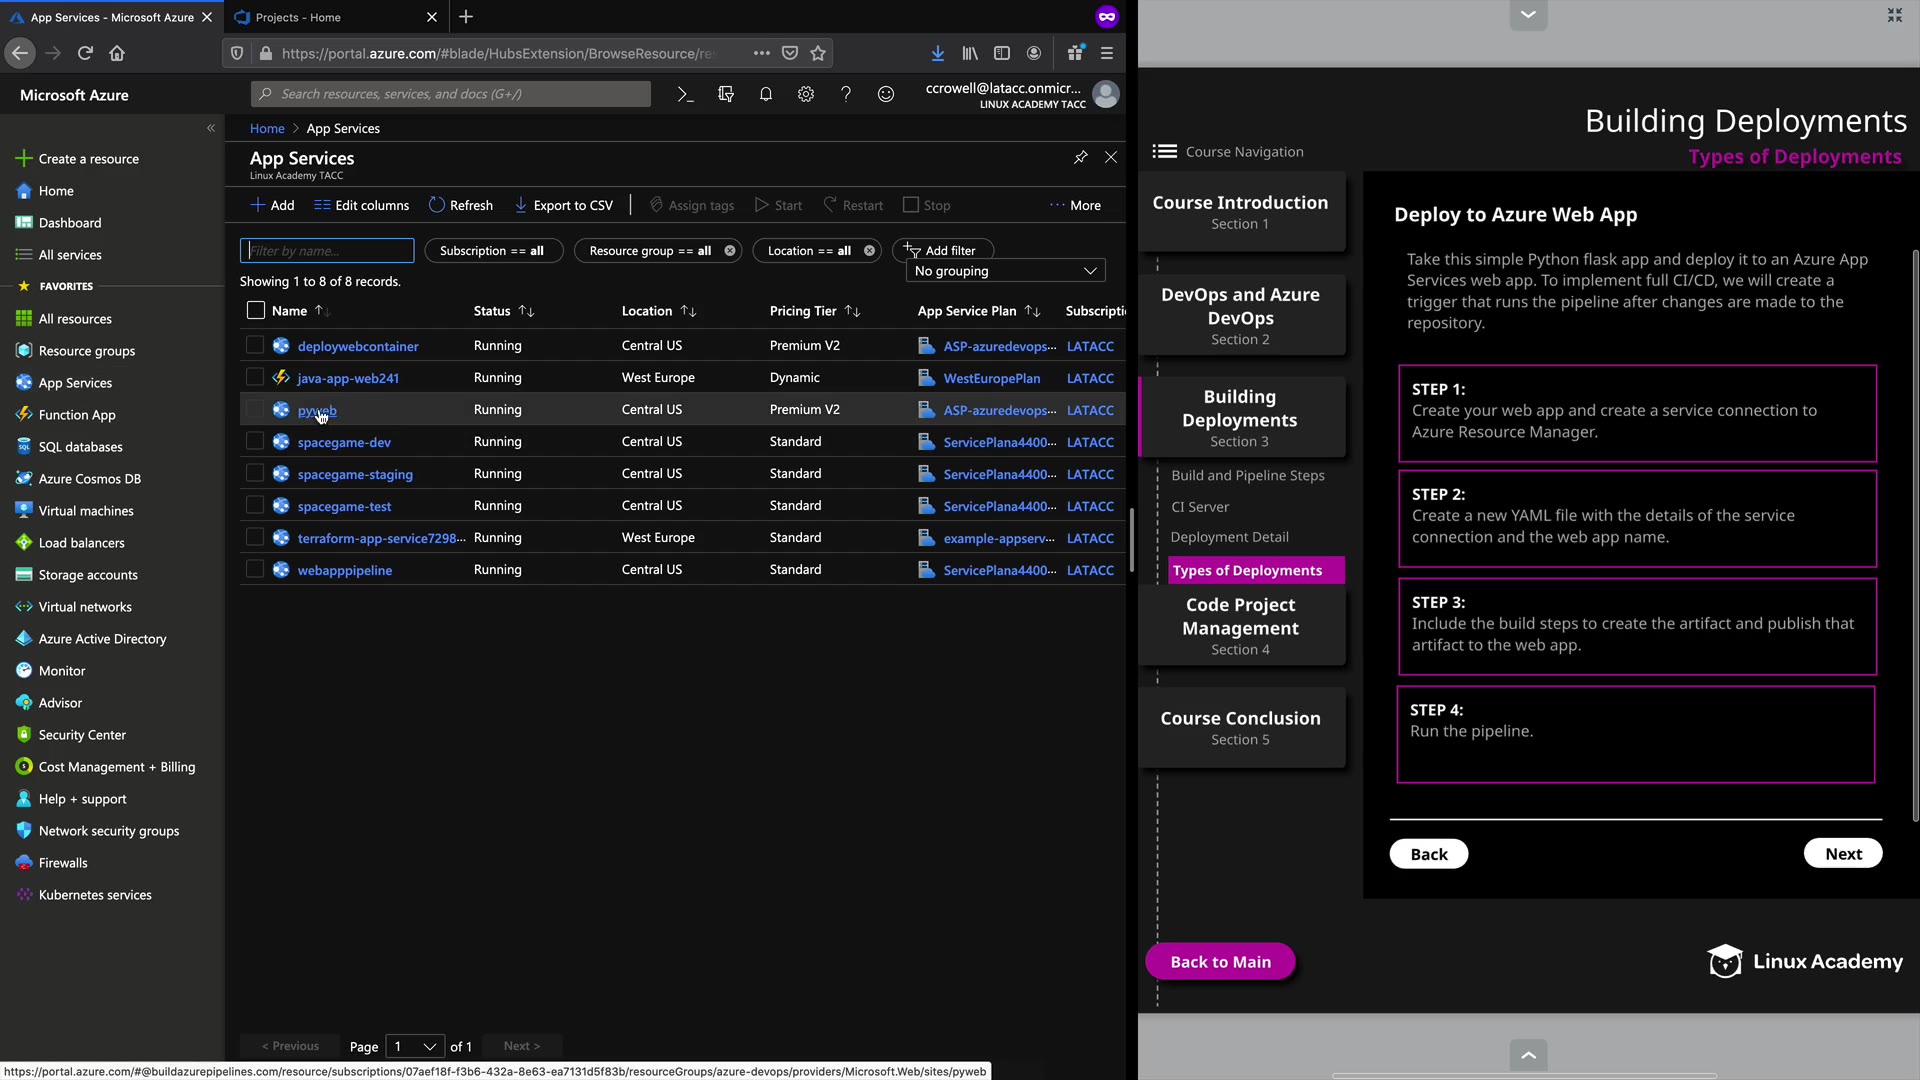 App Services - Microsoft Azure
Projects - Home
https://portal.azure.com/#blade/HubsExtension/BrowseResource/re
Microsoft Azure
Search resources, services, and docs (G+/)
ccrowell@latacc.onmicr...
LINUX ACADEMY TACC
Create a resource
Home
Dashboard
All services
FAVORITES
All resources
Resource groups
App Services
Function App
SQL databases
Azure Cosmos DB
Virtual machines
Load balancers
Storage accounts
Virtual networks
Azure Active Directory
Monitor
Advisor
Security Center
Cost Management + Billing
Help + support
Network security groups
Firewalls
Kubernetes services
Home > App Services
App Services
Linux Academy TACC
Add Edit columns Refresh Export to CSV Assign tags Start Restart Stop ··· More
Filter by name...
Subscription == all
Resource group == all
Location == all
Add filter
No grouping
Showing 1 to 8 of 8 records.
Name Status Location Pricing Tier App Service Plan Subscripti
deploywebcontainer Running Central US Premium V2 ASP-azuredevops... LATACC
java-app-web241 Running West Europe Dynamic WestEuropePlan LATACC
pyweb Running Central US Premium V2 ASP-azuredevops... LATACC
spacegame-dev Running Central US Standard ServicePlana4400... LATACC
spacegame-staging Running Central US Standard ServicePlana4400... LATACC
spacegame-test Running Central US Standard ServicePlana4400... LATACC
terraform-app-service7298... Running West Europe Standard example-appserv... LATACC
webapppipeline Running Central US Standard ServicePlana4400... LATACC
< Previous Page 1 of 1 Next >
https://portal.azure.com/#@buildazurepipelines.com/resource/subscriptions/07aef18f-f3b6-432a-8e63-ea7131d5f83b/resourceGroups/azure-devops/providers/Microsoft.Web/sites/pyweb
Building Deployments
Types of Deployments
Course Navigation
Course Introduction
Section 1
DevOps and Azure
DevOps
Section 2
Building
Deployments
Section 3
Build and Pipeline Steps
CI Server
Deployment Detail
Types of Deployments
Code Project
Management
Section 4
Course Conclusion
Section 5
Back to Main
Deploy to Azure Web App
Take this simple Python flask app and deploy it to an Azure App
Services web app. To implement full CI/CD, we will create a
trigger that runs the pipeline after changes are made to the
repository.
STEP 1:
Create your web app and create a service connection to
Azure Resource Manager.
STEP 2:
Create a new YAML file with the details of the service
connection and the web app name.
STEP 3:
Include the build steps to create the artifact and publish that
artifact to the web app.
STEP 4:
Run the pipeline.
Back
Next
Linux Academy